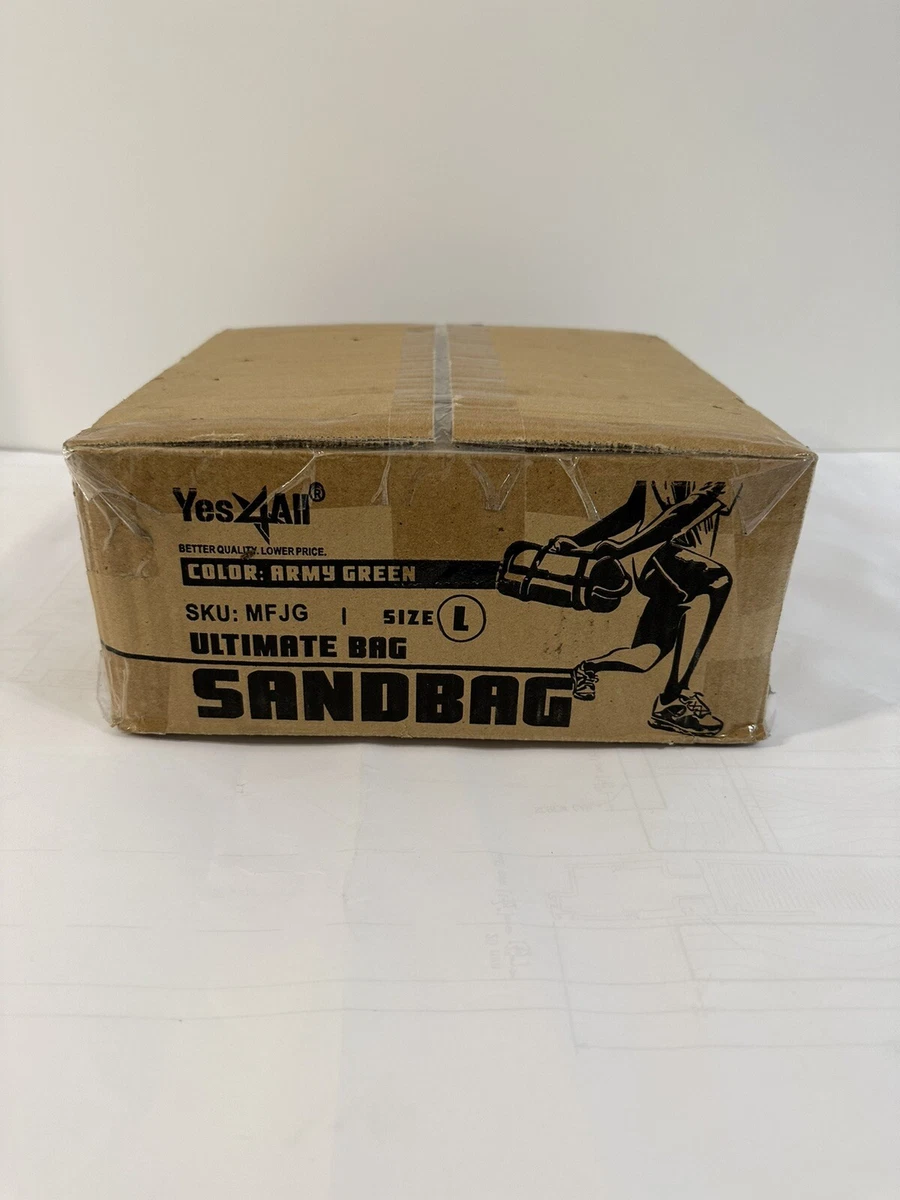 Yes4All®
BETTER QUALITY. LOWER PRICE.
COLOR: ARMY GREEN
SKU: MFJG | SIZE L
ULTIMATE BAG
SANDBAG